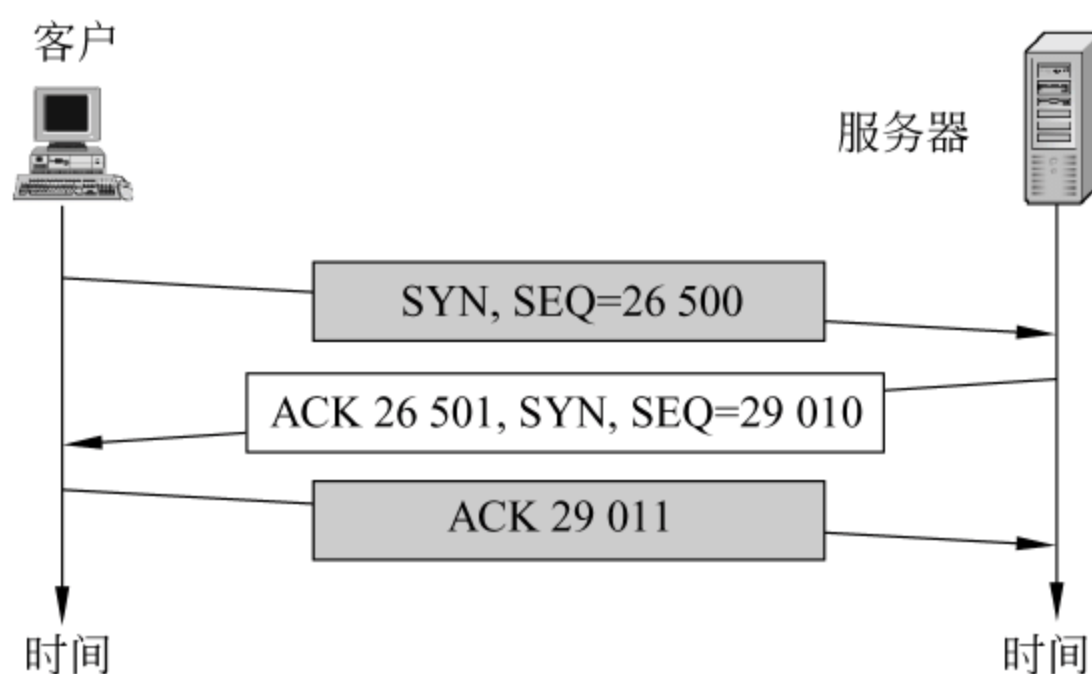 客户
服务器
SYN, SEQ=26 500
ACK 26 501, SYN, SEQ=29 010
ACK 29 011
时间
时间